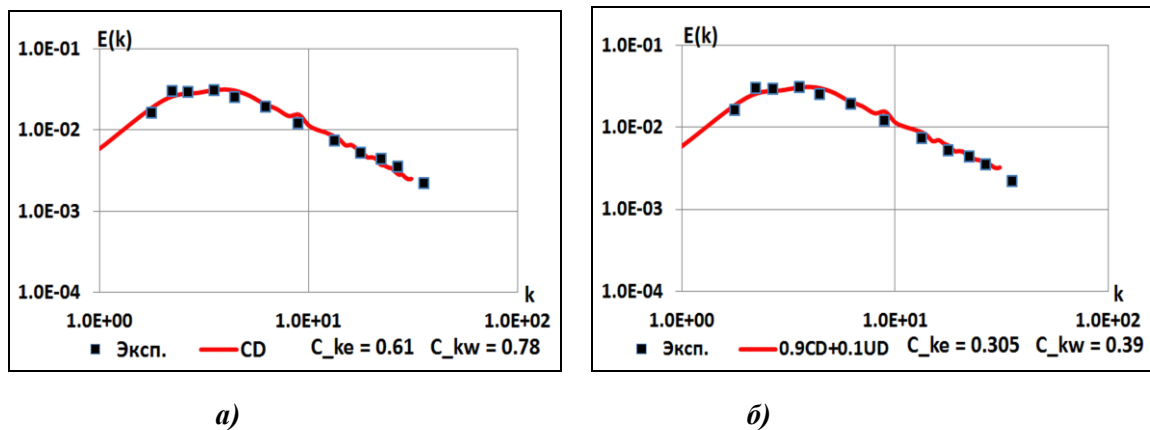 E(k)
1.0E-01
1.0E-02
1.0E-03
1.0E-04
k
1.0E+00 1.0E+01 1.0E+02
Эксп. CD C_ke = 0.61 C_kw = 0.78
а)
E(k)
1.0E-01
1.0E-02
1.0E-03
1.0E-04
k
1.0E+00 1.0E+01 1.0E+02
Эксп. 0.9CD+0.1UD C_ke = 0.305 C_kw = 0.39
б)